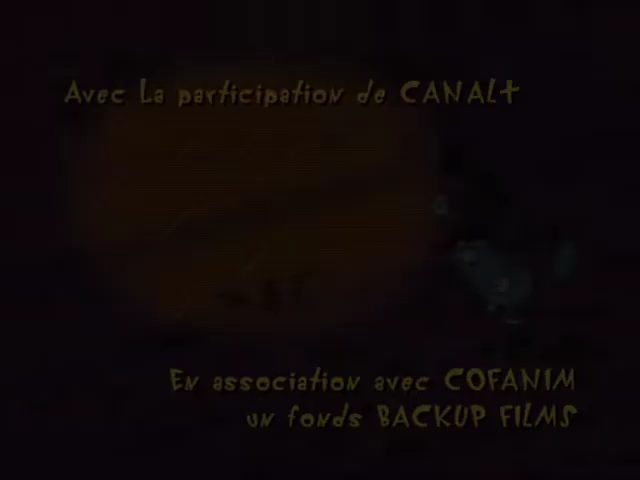 Avec La participation de CANAL+
En association avec COFANIM
un fonds BACKUP FILMS